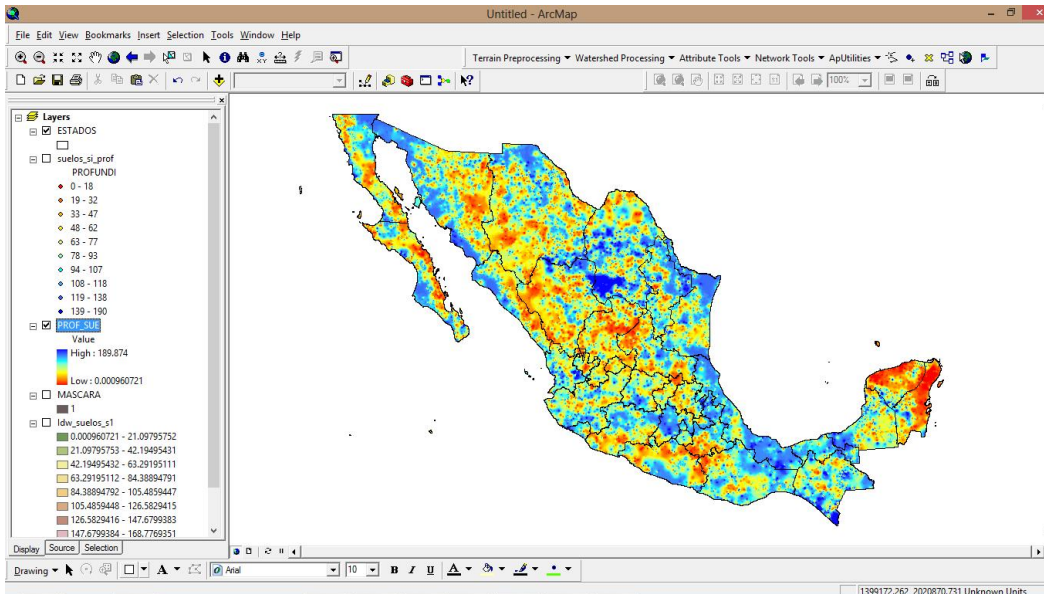 Untitled - ArcMap
File Edit View Bookmarks Insert Selection Tools Window Help
Terrain Preprocessing Watershed Processing Attribute Tools Network Tools ApUtilities
100%
Layers
ESTADOS
suelos_si_prof
PROFUNDI
0 - 18
19 - 32
33 - 47
48 - 62
63 - 77
78 - 93
94 - 107
108 - 118
119 - 138
139 - 190
PROF_SUE
Value
High : 189.874
Low : 0.000960721
MASCARA
1
Idw_suelos_s1
0.000960721 - 21.09795752
21.09795753 - 42.19495431
42.19495432 - 63.29195111
63.29195112 - 84.38894791
84.38894792 - 105.4859447
105.4859448 - 126.5829415
126.5829416 - 147.6799383
147.6799384 - 168.7769351
Display Source Selection
Drawing A Arial 10 B I U A
1399172.262 2020870.731 Unknown Units